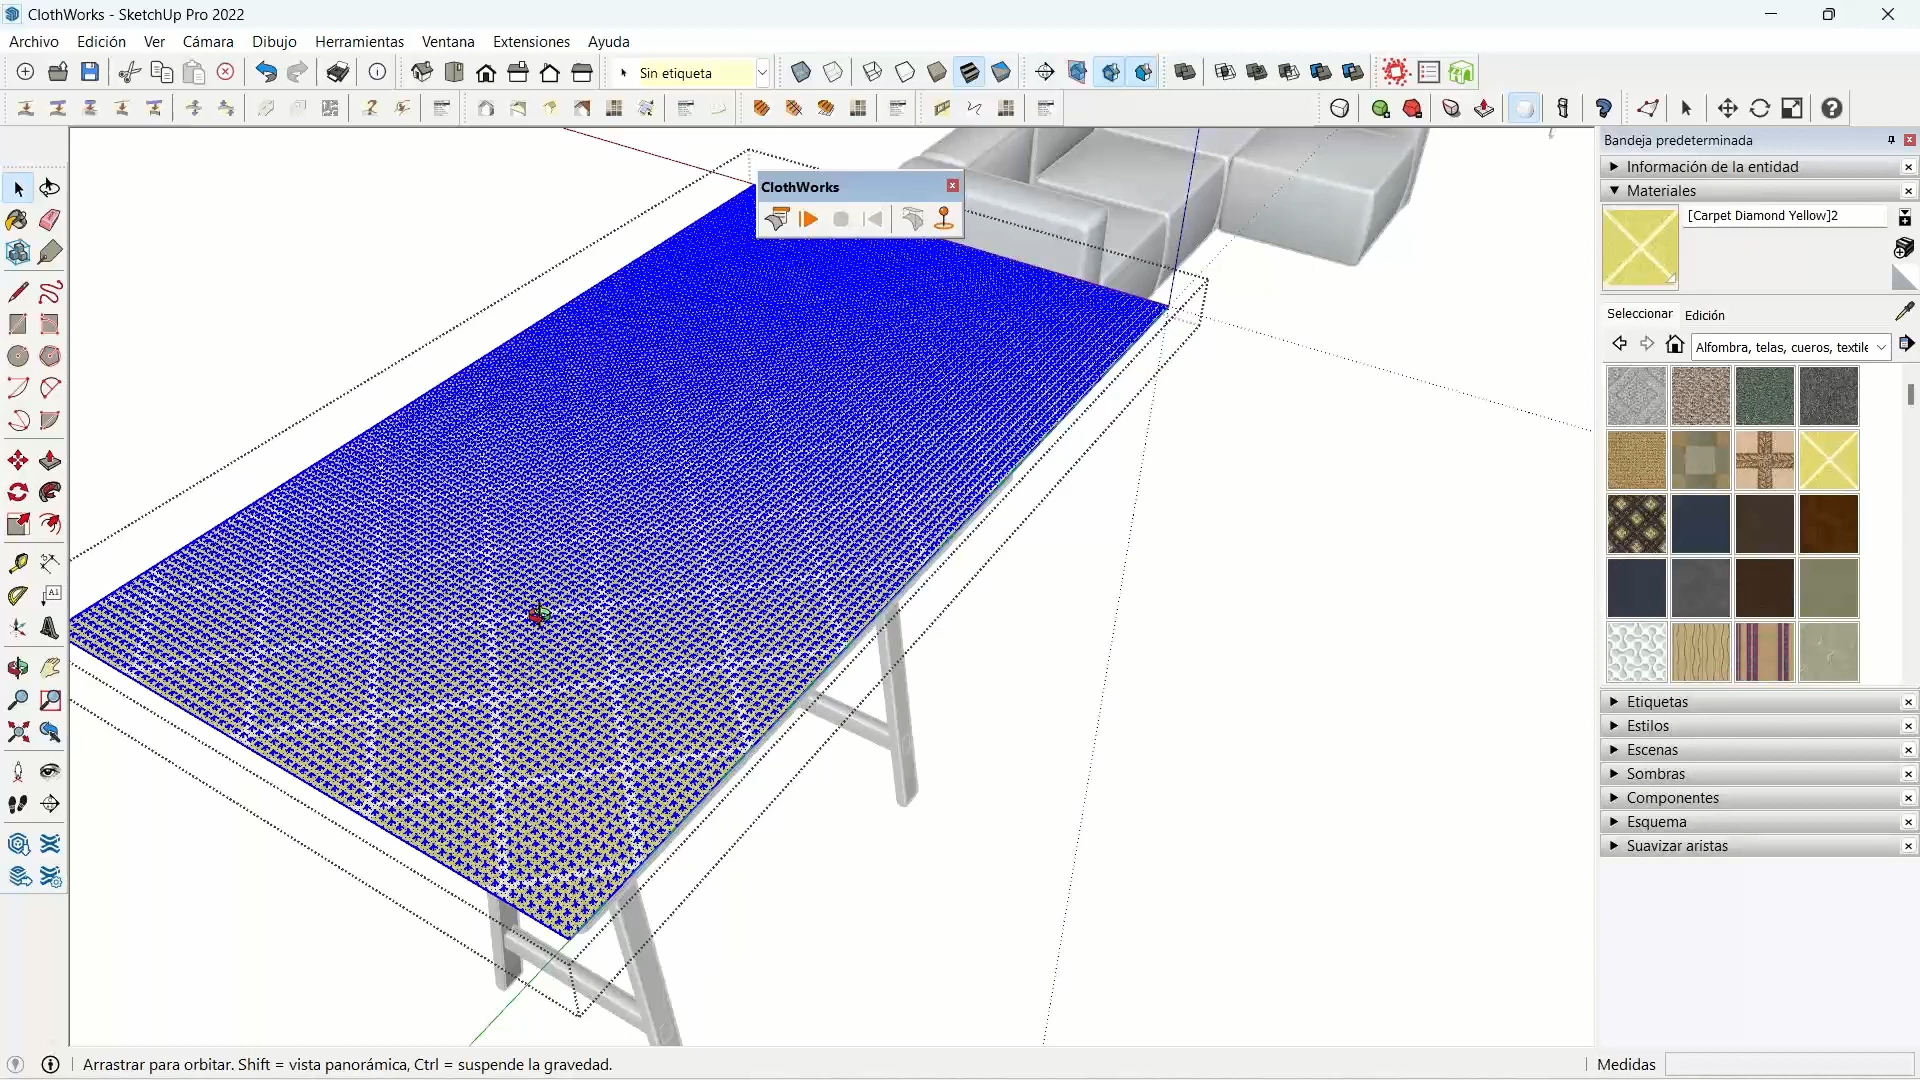 ClothWorks - SketchUp Pro 2022
Archivo Edición Ver Cámara Dibujo Herramientas Ventana Extensiones Ayuda
Sin etiqueta
Bandeja predeterminada
Información de la entidad
Materiales
ClothWorks
[Carpet Diamond Yellow]2
Seleccionar Edición
Alfombra, telas, cueros, textile
Etiquetas
Estilos
Escenas
Sombras
Componentes
Esquema
Suavizar aristas
Arrastrar para orbitar. Shift = vista panorámica, Ctrl = suspende la gravedad.
Medidas